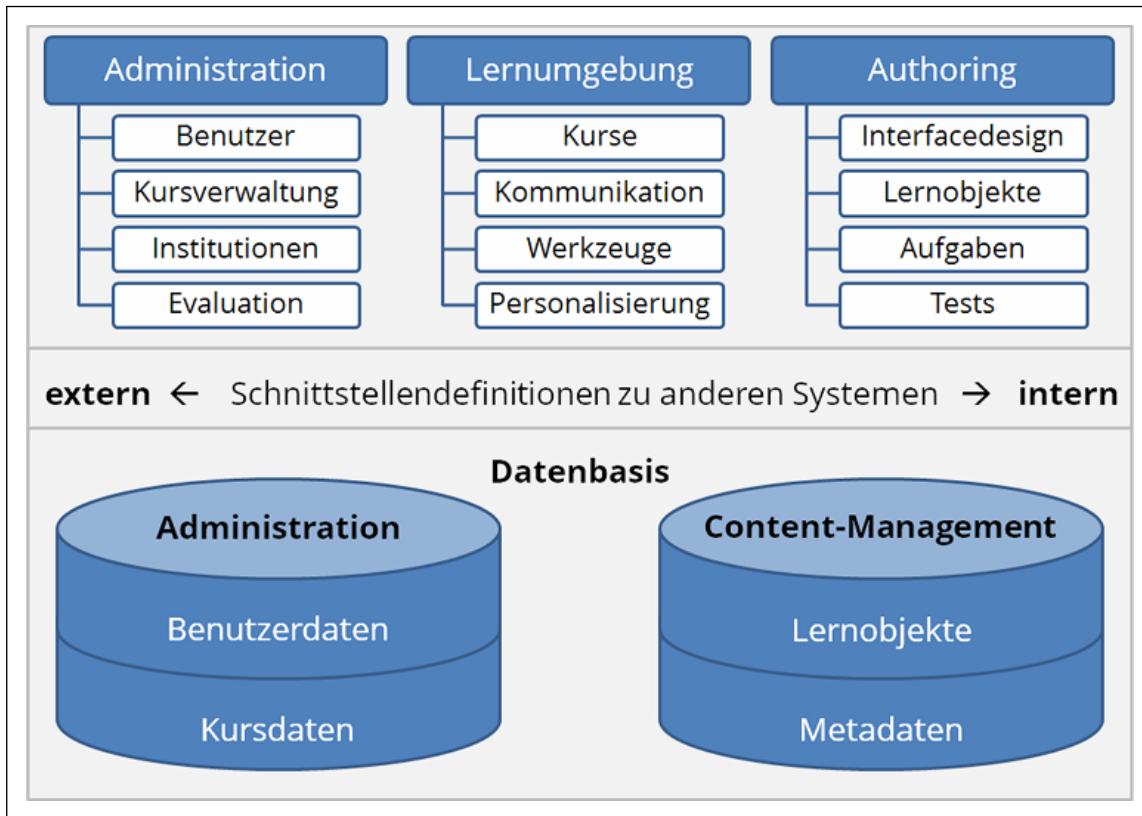 Administration
Benutzer
Kursverwaltung
Institutionen
Evaluation
Lernumgebung
Kurse
Kommunikation
Werkzeuge
Personalisierung
Authoring
Interfacedesign
Lernobjekte
Aufgaben
Tests
extern ← Schnittstellendefinitionen zu anderen Systemen → intern
Datenbasis
Administration
Benutzerdaten
Kursdaten
Content-Management
Lernobjekte
Metadaten